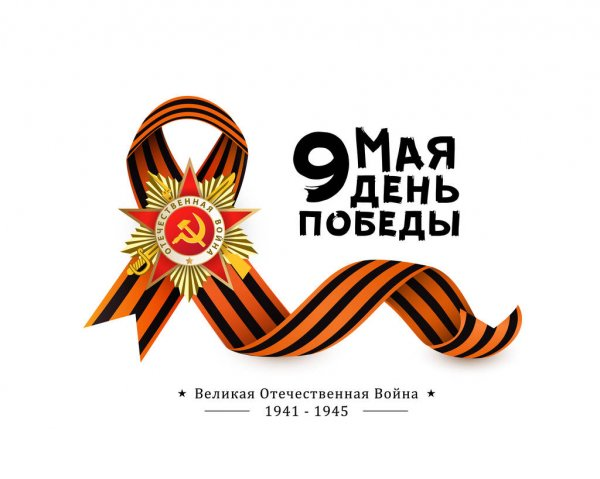 9 Мая
День
Победы
ОТЕЧЕСТВЕННАЯ ВОЙНА
Великая Отечественная Война
1941 - 1945